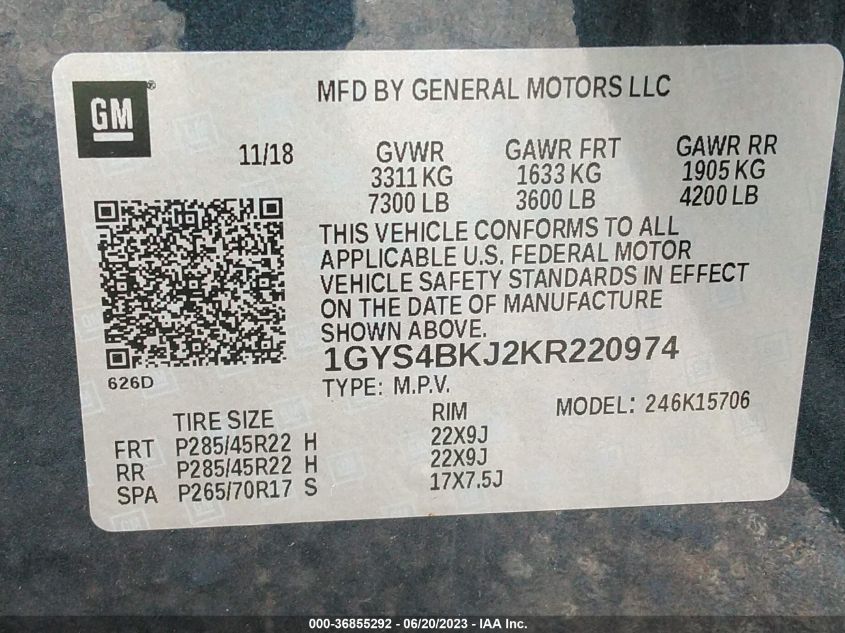 GM
MFD BY GENERAL MOTORS LLC
11/18 GVWR GAWR FRT GAWR RR
3311 KG 1633 KG 1905 KG
7300 LB 3600 LB 4200 LB
THIS VEHICLE CONFORMS TO ALL
APPLICABLE U.S. FEDERAL MOTOR
VEHICLE SAFETY STANDARDS IN EFFECT
ON THE DATE OF MANUFACTURE
SHOWN ABOVE.
1GYS4BKJ2KR220974
626D
TYPE: M.P.V. MODEL: 246K15706
TIRE SIZE RIM
FRT P285/45R22 H 22X9J
RR P285/45R22 H 22X9J
SPA P265/70R17 S 17X7.5J
000-36855292 - 06/20/2023 - IAA Inc.